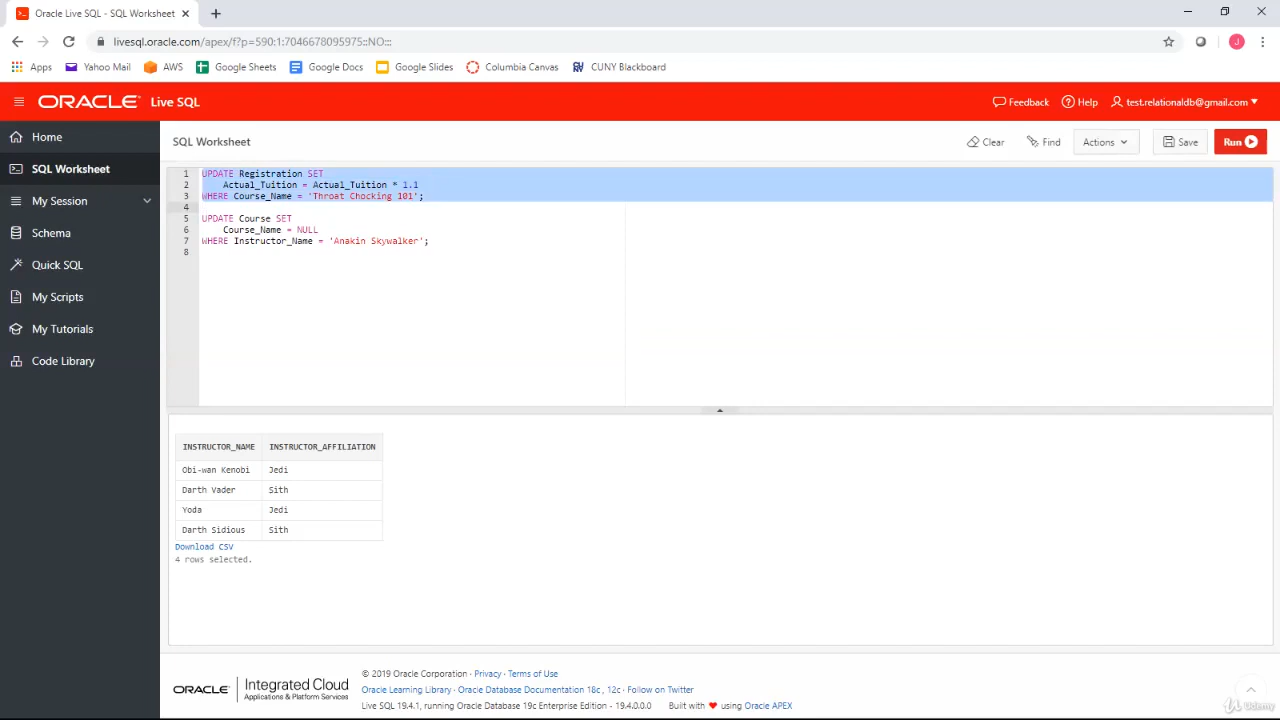 Oracle Live SQL - SQL Worksheet
livesql.oracle.com/apex/f?p=590:1:7046678095975::NO:::
J
Apps Yahoo Mail AWS Google Sheets Google Docs Google Slides Columbia Canvas CUNY Blackboard
ORACLE Live SQL
Feedback Help test.relationaldb@gmail.com
Home
SQL Worksheet
My Session
Schema
Quick SQL
My Scripts
My Tutorials
Code Library
SQL Worksheet
Clear Find Actions Save Run
1 UPDATE Registration SET
2 Actual_Tuition = Actual_Tuition * 1.1
3 WHERE Course_Name = 'Throat Chocking 101';
4
5 UPDATE Course SET
6 Course_Name = NULL
7 WHERE Instructor_Name = 'Anakin Skywalker';
8
INSTRUCTOR_NAME INSTRUCTOR_AFFILIATION
Obi-wan Kenobi Jedi
Darth Vader Sith
Yoda Jedi
Darth Sidious Sith
Download CSV
4 rows selected.
ORACLE Integrated Cloud
Applications & Platform Services
© 2019 Oracle Corporation · Privacy · Terms of Use
Oracle Learning Library · Oracle Database Documentation 18c, 12c · Follow on Twitter
Live SQL 19.4.1, running Oracle Database 19c Enterprise Edition - 19.4.0.0.0 Built with ❤ using Oracle APEX
Udemy